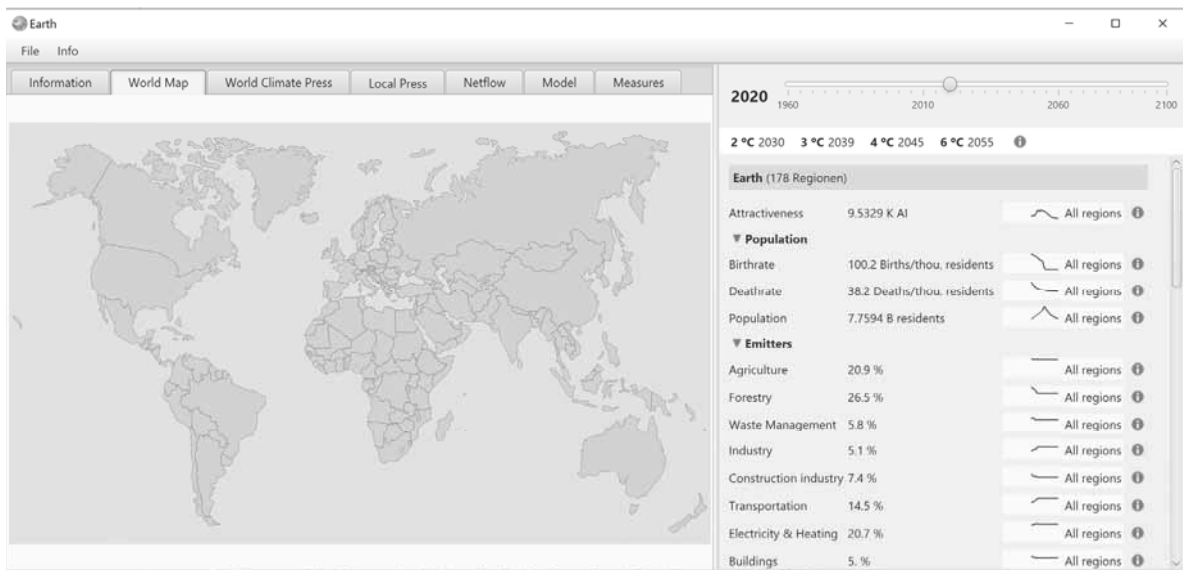 Earth
File Info
Information World Map World Climate Press Local Press Netflow Model Measures
2020 1960 2010 2060 2100
2 ºC 2030 3 ºC 2039 4 ºC 2045 6 ºC 2055
Earth (178 Regionen)
Attractiveness 9.5329 K AI All regions
Population
Birthrate 100.2 Births/thou. residents All regions
Deathrate 38.2 Deaths/thou. residents All regions
Population 7.7594 B residents All regions
Emitters
Agriculture 20.9 % All regions
Forestry 26.5 % All regions
Waste Management 5.8 % All regions
Industry 5.1 % All regions
Construction industry 7.4 % All regions
Transportation 14.5 % All regions
Electricity & Heating 20.7 % All regions
Buildings 5. % All regions